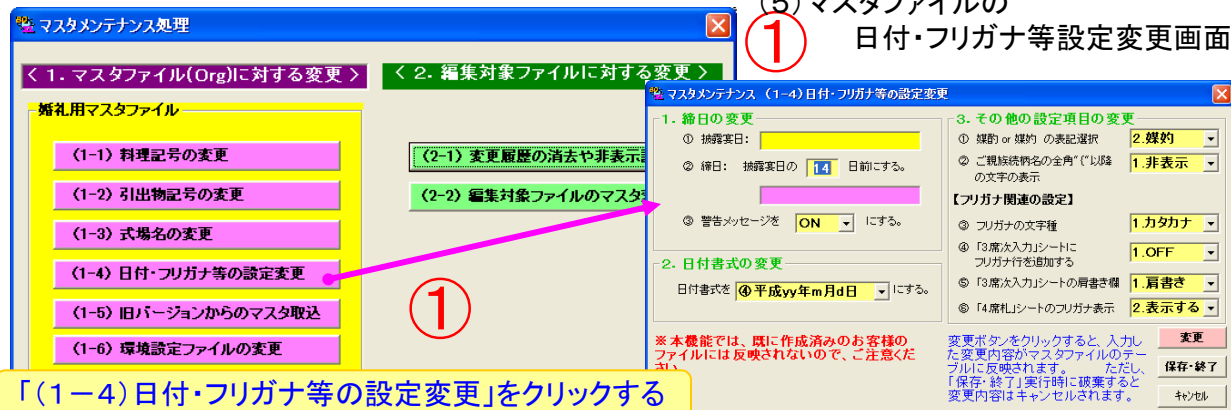 (5)マスタファイルの
日付・フリガナ等設定変更画面
①
マスタメンテナンス処理
< 1. マスタファイル(Org)に対する変更 >
< 2. 編集対象ファイルに対する変更 >
婚礼用マスタファイル
(1-1) 料理記号の変更
(1-2) 引出物記号の変更
(1-3) 式場名の変更
(1-4) 日付・フリガナ等の設定変更
(1-5) 旧バージョンからのマスタ取込
(1-6) 環境設定ファイルの変更
(2-1) 変更履歴の消去や非表示
(2-2) 編集対象ファイルのマスタ
①
「(1-4)日付・フリガナ等の設定変更」をクリックする
マスタメンテナンス (1-4)日付・フリガナ等の設定変更
1. 締日の変更
① 披露宴日:
② 締日: 披露宴日の 14 日前にする。
③ 警告メッセージを ON にする。
2. 日付書式の変更
日付書式を ④平成yy年m月d日 にする。
※本機能では、既に作成済みのお客様の
ファイルには反映されないので、ご注意くだ
さい
3. その他の設定項目の変更
① 媒酌 or 媒妁 の表記選択 2.媒妁
② ご親族続柄名の全角"("以降
の文字の表示 1.非表示
【フリガナ関連の設定】
③ フリガナの文字種 1.カタカナ
④ 「3席次入力」シートに
フリガナ行を追加する 1.OFF
⑤ 「3席次入力」シートの肩書き欄 1.肩書き
⑥ 「4席札」シートのフリガナ表示 2.表示する
変更ボタンをクリックすると、入力し
た変更内容がマスタファイルのテー
ブルに反映されます。 ただし、
「保存・終了」実行時に破棄すると
変更内容はキャンセルされます。
変更
保存・終了
キャンセル